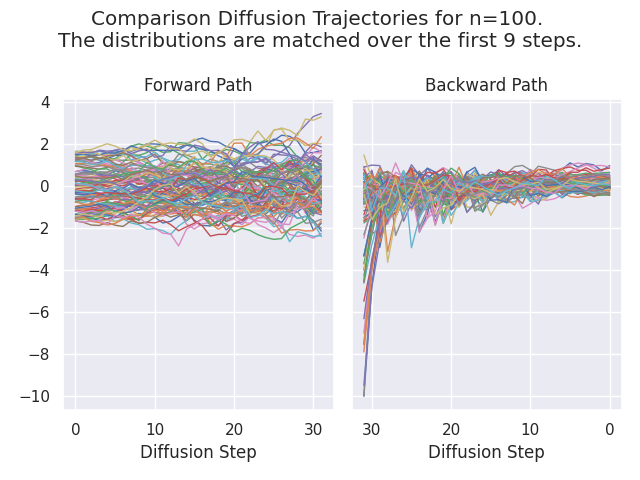 Comparison Diffusion Trajectories for n=100.
The distributions are matched over the first 9 steps.
Forward Path
Backward Path
4
2
0
−2
−4
−6
−8
−10
0 10 20 30
30 20 10 0
Diffusion Step
Diffusion Step